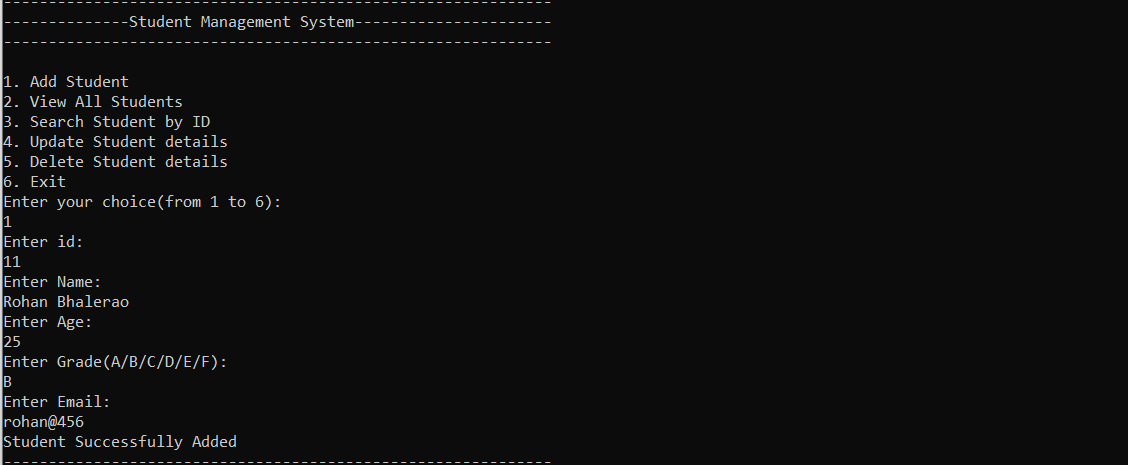 -------------------------------------------------------------
--------------Student Management System----------------------
-------------------------------------------------------------
1. Add Student
2. View All Students
3. Search Student by ID
4. Update Student details
5. Delete Student details
6. Exit
Enter your choice(from 1 to 6):
1
Enter id:
11
Enter Name:
Rohan Bhalerao
Enter Age:
25
Enter Grade(A/B/C/D/E/F):
B
Enter Email:
rohan@456
Student Successfully Added
-------------------------------------------------------------